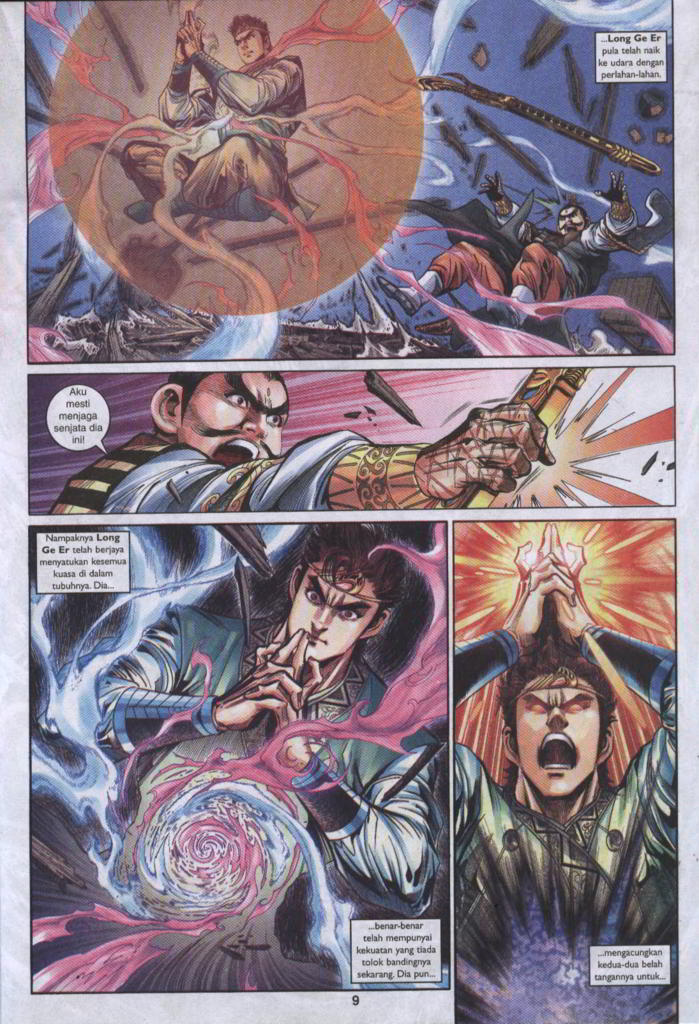 ...Long Ge Er
pula telah naik
ke udara dengan
perlahan-lahan.
Aku
mesti
menjaga
senjata dia
ini!
Nampaknya Long
Ge Er telah berjaya
menyatukan kesemua
kuasa di dalam
tubuhnya. Dia...
...benar-benar
telah mempunyai
kekuatan yang tiada
tolok bandingnya
sekarang. Dia pun...
...mengacungkan
kedua-dua belah
tangannya untuk...
9